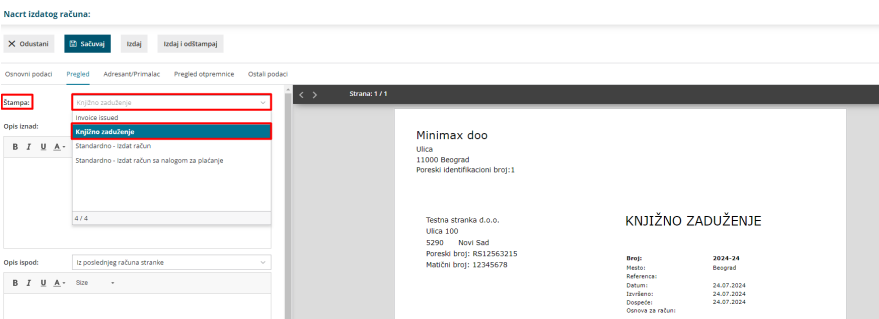 Nacrt izdatog računa:
Odustani Sačuvaj Izdaj Izdaj i odštampaj
Osnovni podaci Pregled Adresant/Primalac Pregled otpremnice Ostali podaci
Štampa: Knjižno zaduženje
Invoice issued
Knjižno zaduženje
Standardno - izdat račun
Standardno - izdat račun sa nalogom za plaćanje
4 / 4
Opis iznad:
B I U A
Opis ispod: Iz poslednjeg računa stranke
B I U A Size
Strana: 1 / 1
Minimax doo
Ulica
11000 Beograd
Poreski identifikacioni broj:1
Testna stranka d.o.o.
Ulica 100
5290 Novi Sad
Poreski broj: RS12563215
Matični broj: 12345678
KNJIŽNO ZADUŽENJE
Broj: 2024-24
Mesto: Beograd
Referenca:
Datum: 24.07.2024
Izvršeno: 24.07.2024
Dospeće: 24.07.2024
Osnova za račun: